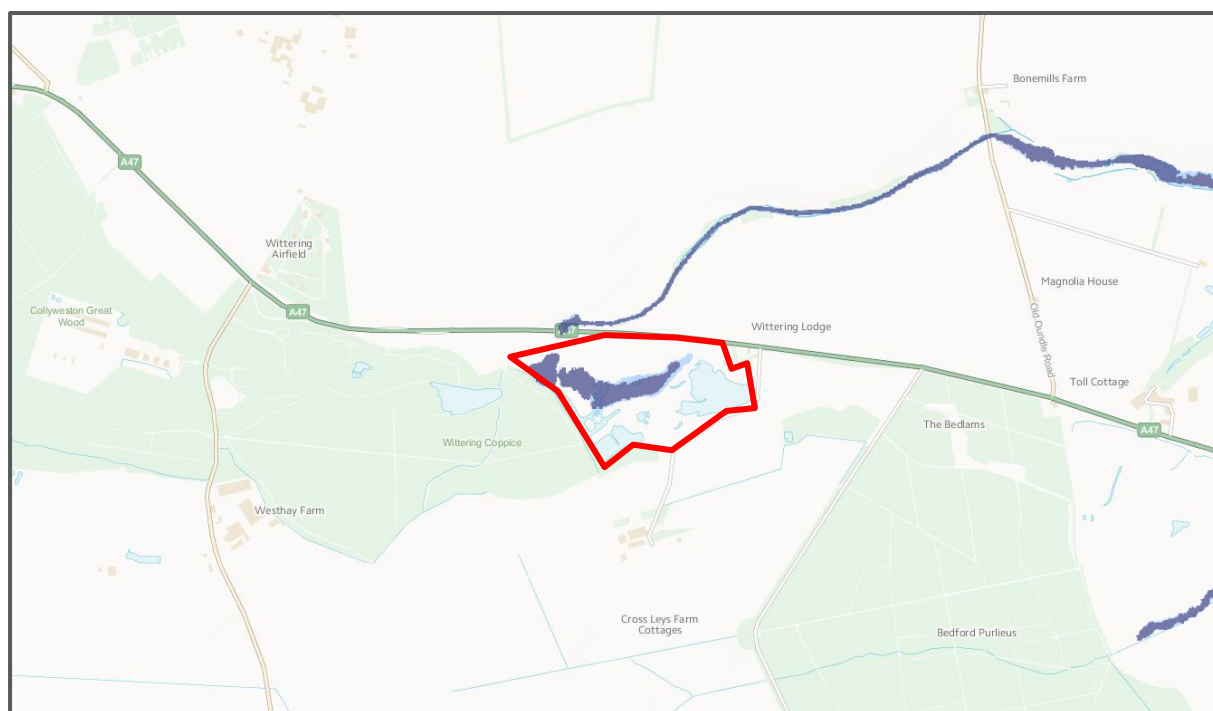 Bonemills Farm
A47
Wittering
Airfield
Magnolia House
Collyweston Great
Wood
A47
Wittering Lodge
Old Oundle Road
Toll Cottage
The Bedlams
A47
Wittering Coppice
Westhay Farm
Cross Leys Farm
Cottages
Bedford Purlieus